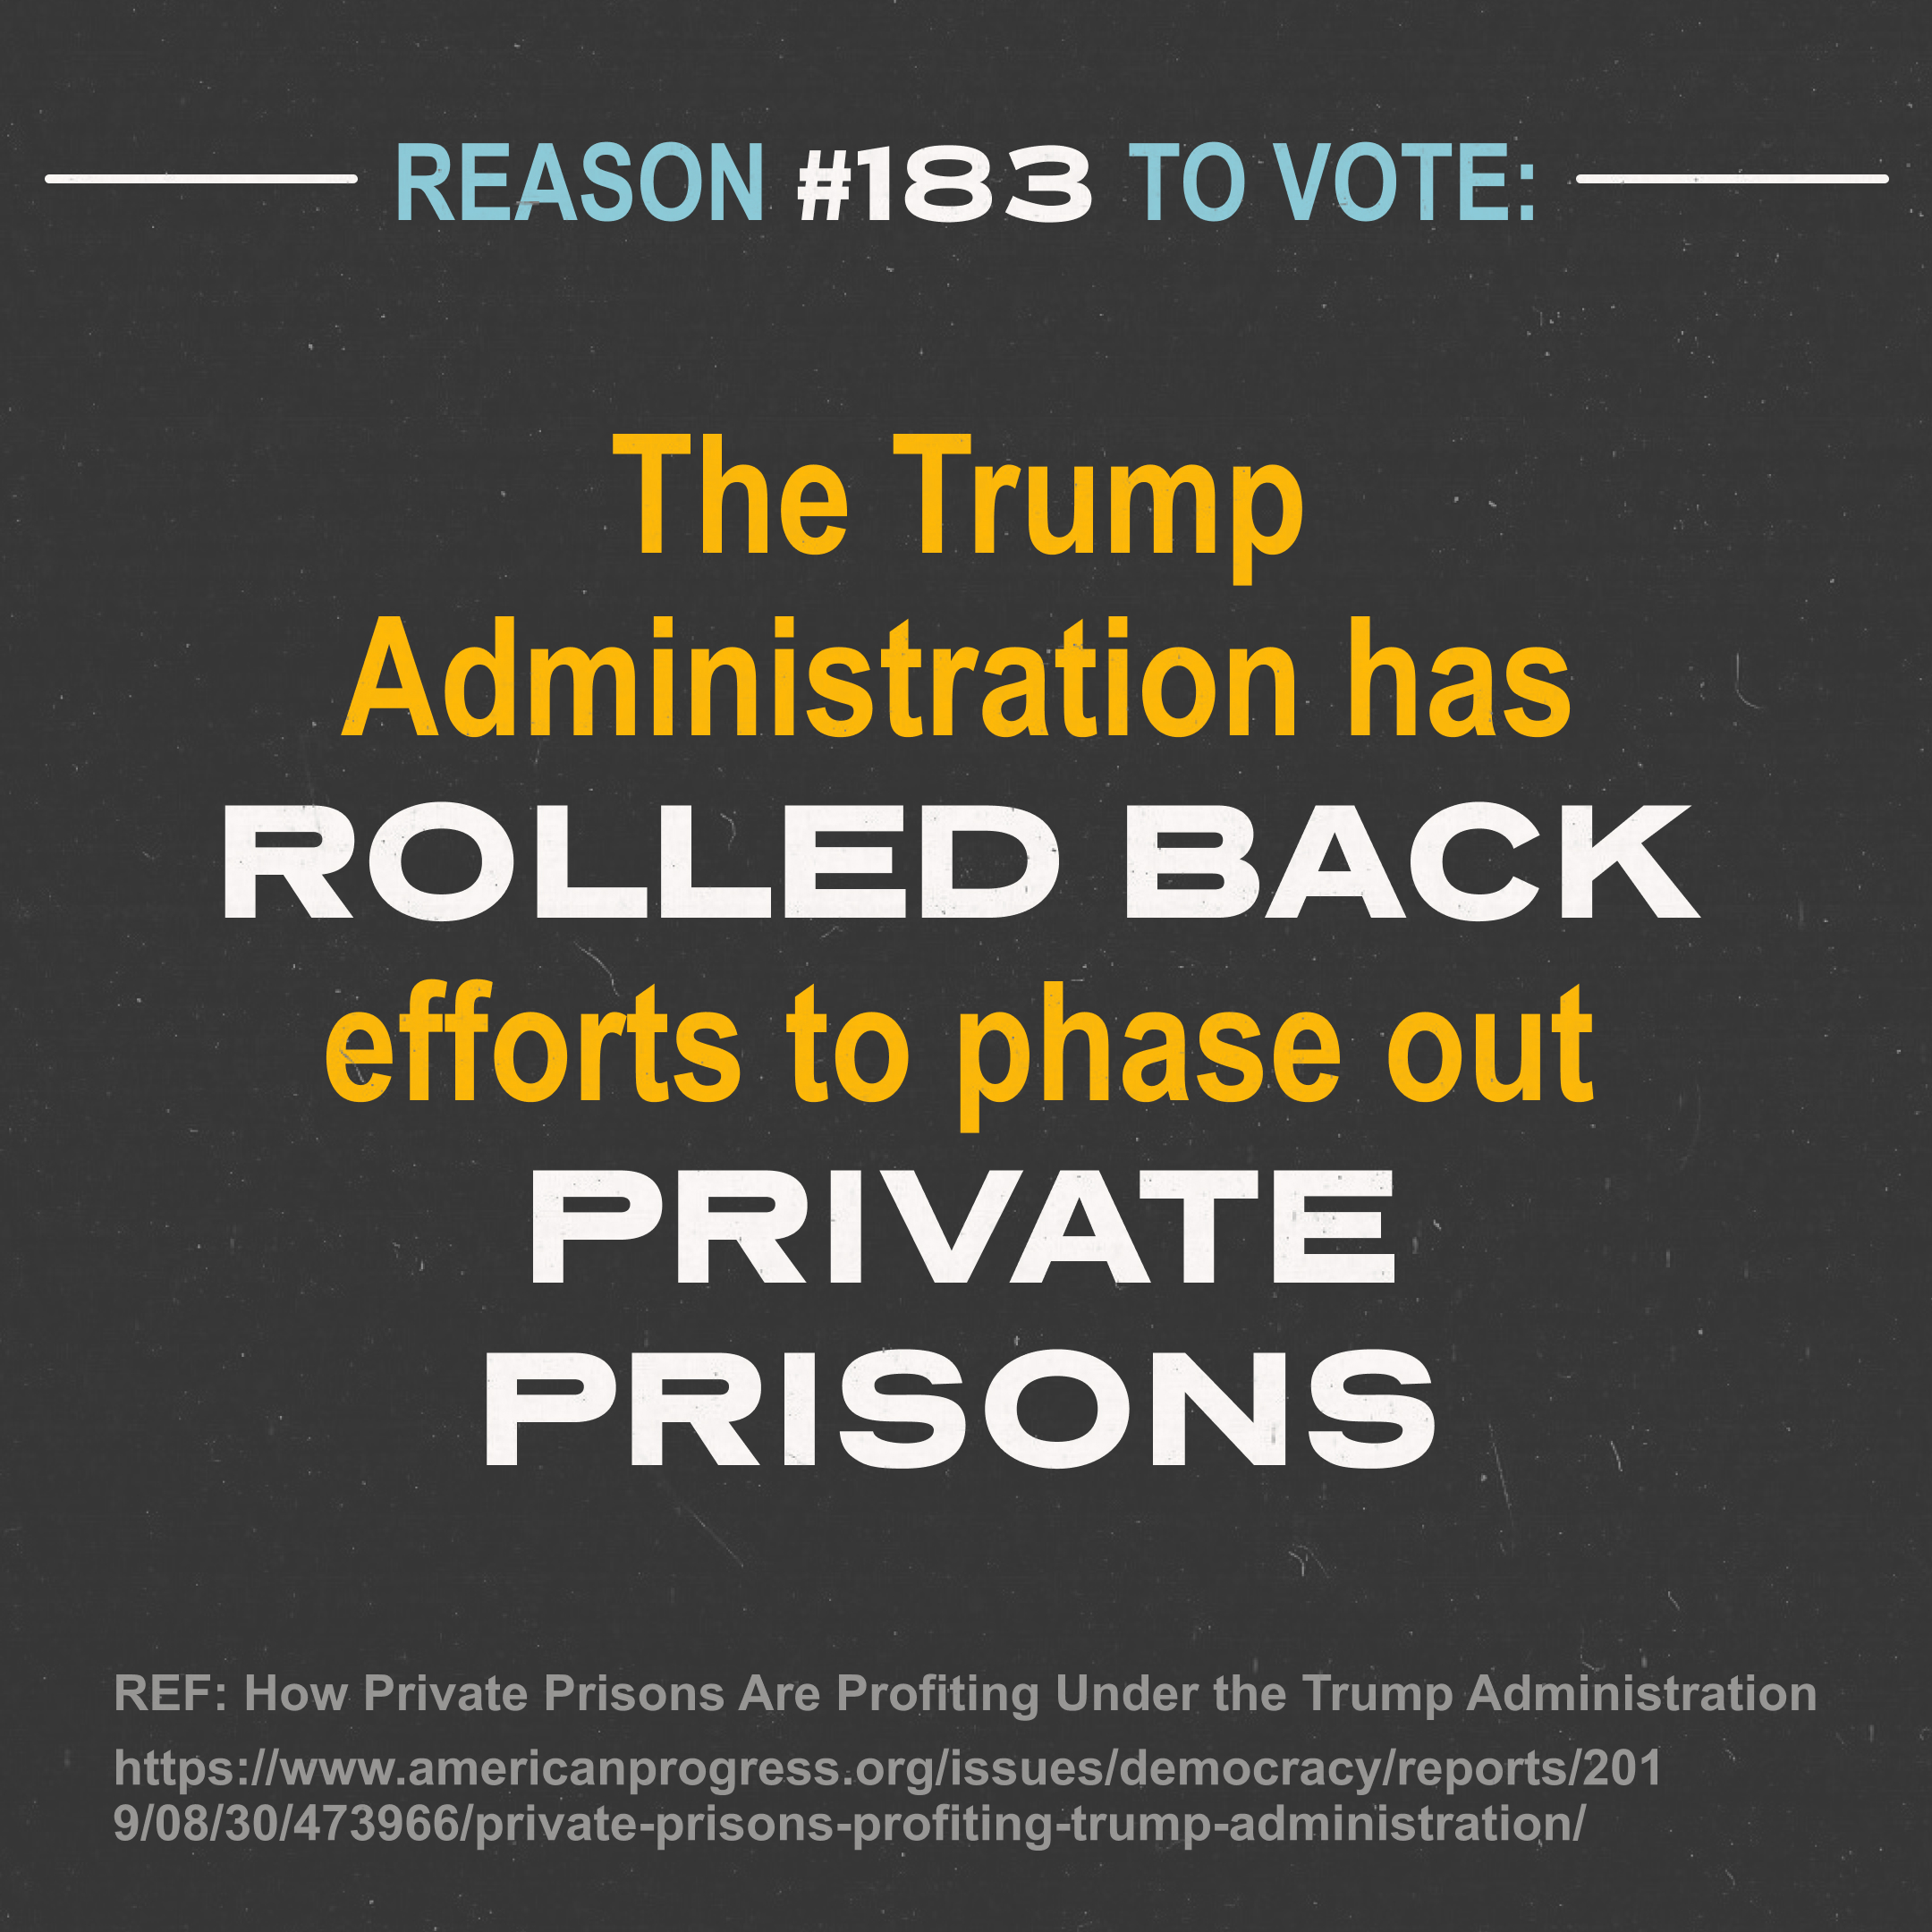 REASON #183 TO VOTE:
The Trump
Administration has
ROLLED BACK
efforts to phase out
PRIVATE
PRISONS
REF: How Private Prisons Are Profiting Under the Trump Administration
https://www.americanprogress.org/issues/democracy/reports/201
9/08/30/473966/private-prisons-profiting-trump-administration/